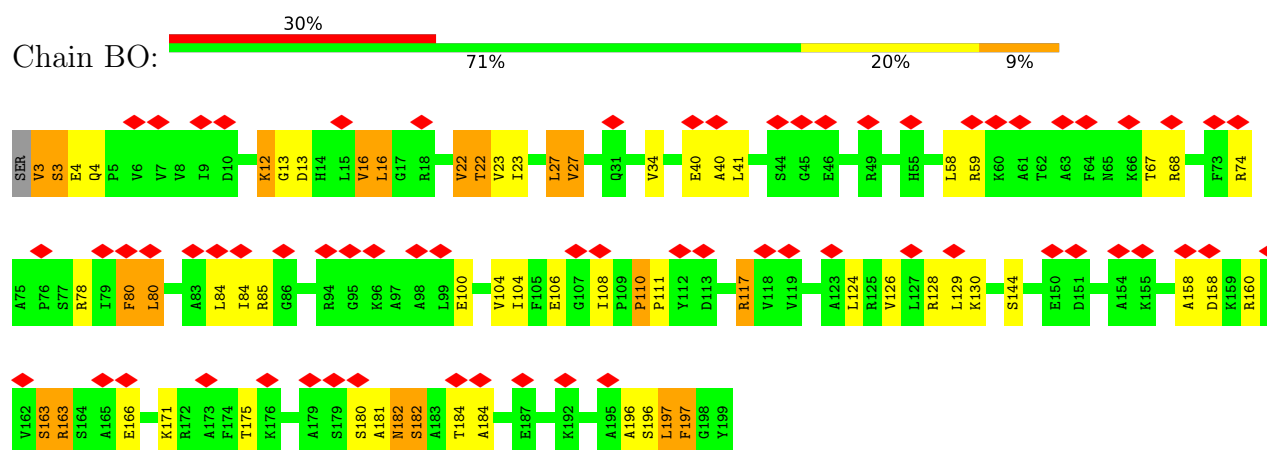 30%
Chain BO:
71% 20% 9%
SER V3 S3 E4 Q4 P5 V6 V7 V8 I9 D10 K12 G13 D13 H14 L15 V16 L16 G17 R18 V22 T22 V23 I23 L27 V27 Q31 V34 E40 A40 L41 S44 G45 E46 R49 H55 L58 R59 K60 A61 T62 A63 F64 N65 K66 T67 R68 F73 R74
A75 P76 S77 R78 I79 F80 L80 A83 L84 I84 R85 G86 R94 G95 K96 A97 A98 L99 E100 V104 I104 F105 E106 G107 I108 P109 P110 P111 Y112 D113 R117 V118 V119 A123 L124 R125 V126 L127 R128 L129 K130 S144 E150 D151 A154 K155 A158 D158 K159 R160
V162 S163 R163 S164 A165 E166 K171 R172 A173 F174 T175 K176 A179 S179 S180 A181 N182 S182 A183 T184 A184 E187 K192 A195 A196 S196 L197 F197 G198 Y199